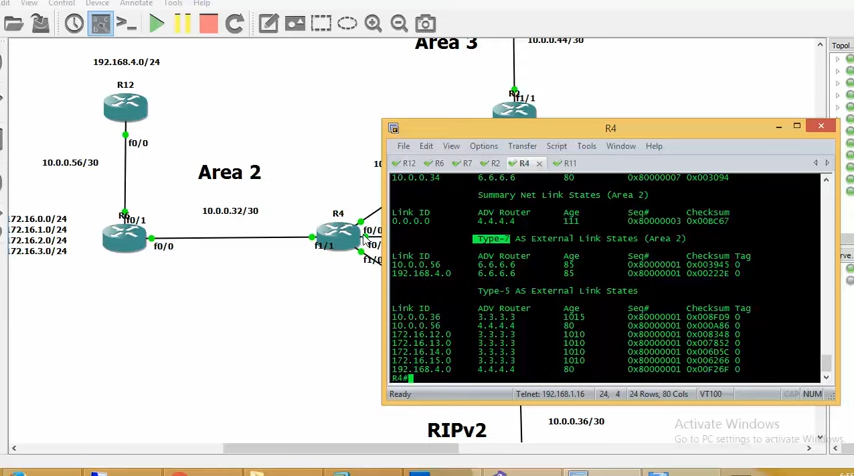 dit View Control Device Annotate Tools Help
Area 3
10.0.0.44/30
Topol
192.168.4.0/24
R12
f0/0
10.0.0.56/30
Area 2
172.16.0.0/24
172.16.1.0/24
172.16.2.0/24
172.16.3.0/24
f0/1
f0/0
10.0.0.32/30
R4
f1/1
f0/0
f1/0
f1/1
R4
File Edit View Options Transfer Script Tools Window Help
R12 R6 R7 R2 R4 R11
10.0.0.34 6.6.6.6 80 0x80000007 0x003094
Summary Net Link States (Area 2)
Link ID ADV Router Age Seq# Checksum
0.0.0.0 4.4.4.4 111 0x80000003 0x00BC67
Type-7 AS External Link States (Area 2)
Link ID ADV Router Age Seq# Checksum Tag
10.0.0.56 6.6.6.6 85 0x80000001 0x003945 0
192.168.4.0 6.6.6.6 85 0x80000001 0x00222E 0
Type-5 AS External Link States
Link ID ADV Router Age Seq# Checksum Tag
10.0.0.36 3.3.3.3 1015 0x80000001 0x008FD9 0
10.0.0.56 4.4.4.4 80 0x80000001 0x000A86 0
172.16.12.0 3.3.3.3 1010 0x80000001 0x008348 0
172.16.13.0 3.3.3.3 1010 0x80000001 0x007852 0
172.16.14.0 3.3.3.3 1010 0x80000001 0x006D5C 0
172.16.15.0 3.3.3.3 1010 0x80000001 0x006266 0
192.168.4.0 4.4.4.4 80 0x80000001 0x00F26F 0
R4#
Ready Telnet: 192.168.1.16 24, 4 24 Rows, 80 Cols VT100 CAP NUM
RIPv2
10.0.0.36/30
Activate Windows
Go to PC settings to activate Windows.